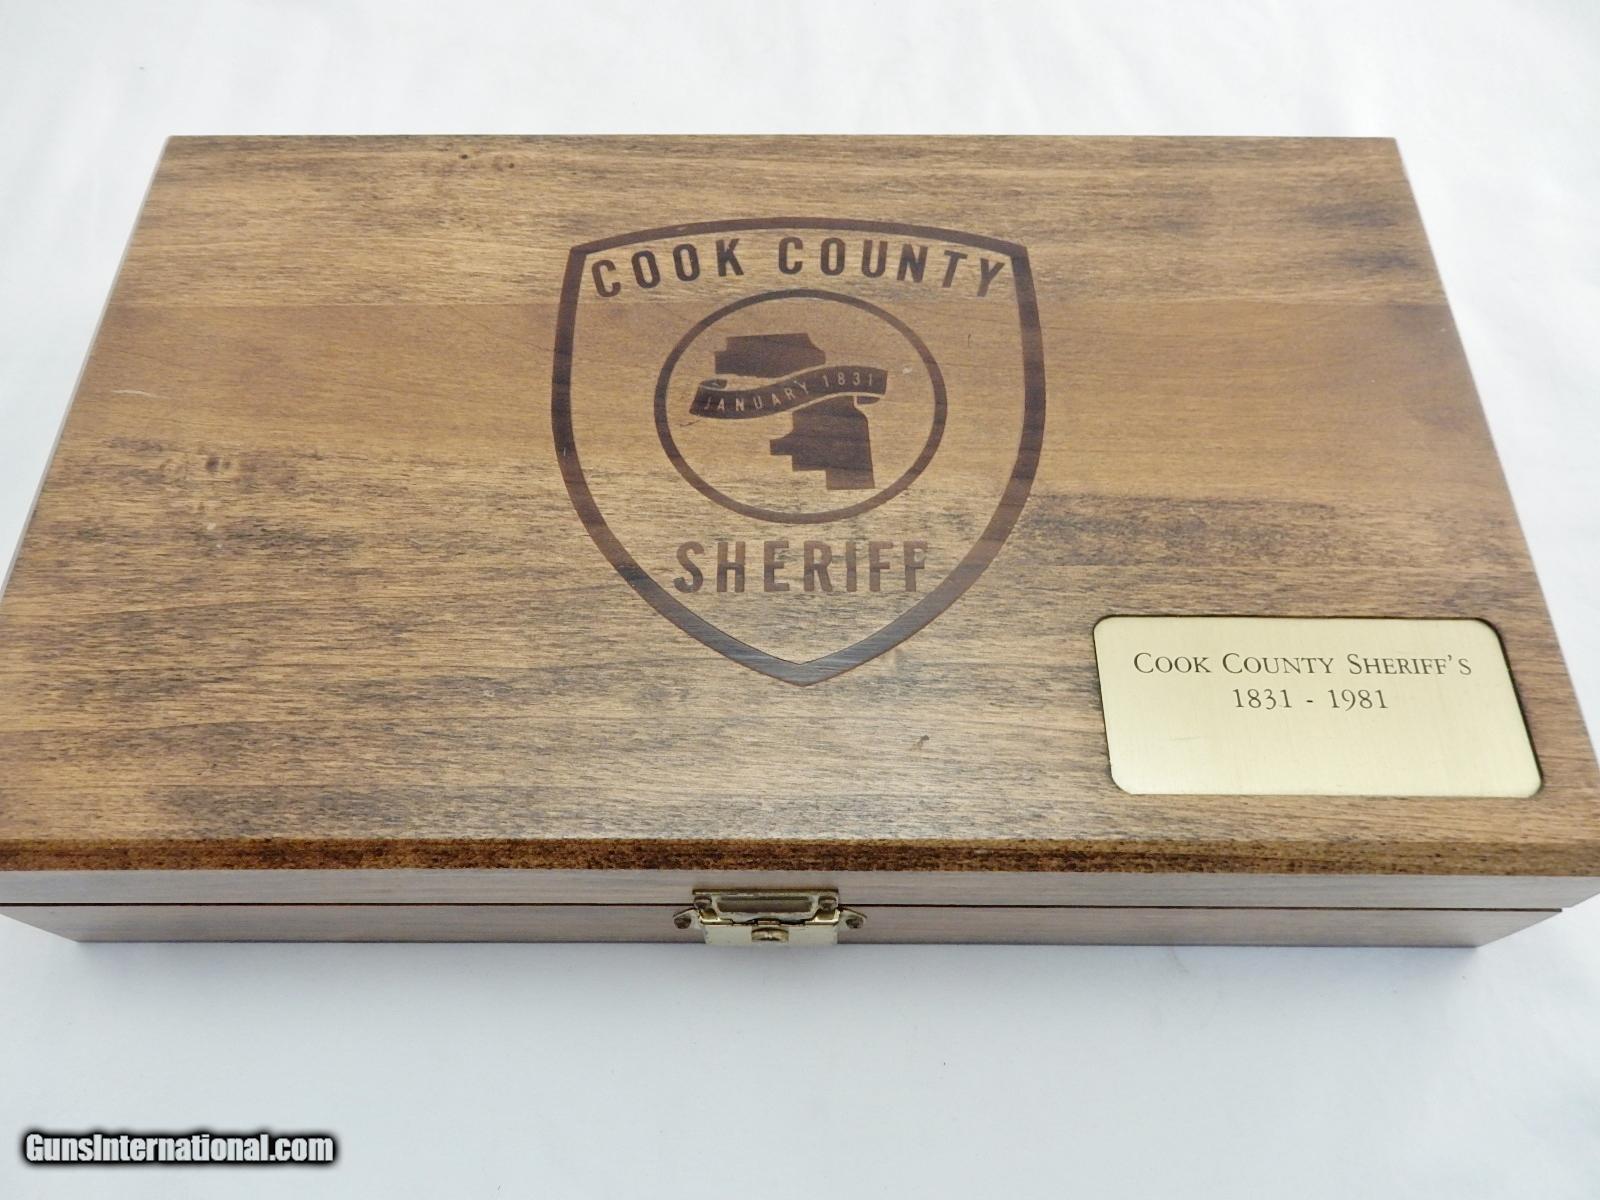 COOK COUNTY
JANUARY 1831
SHERIFF
COOK COUNTY SHERIFF'S
1831 - 1981
GunsInternational.com